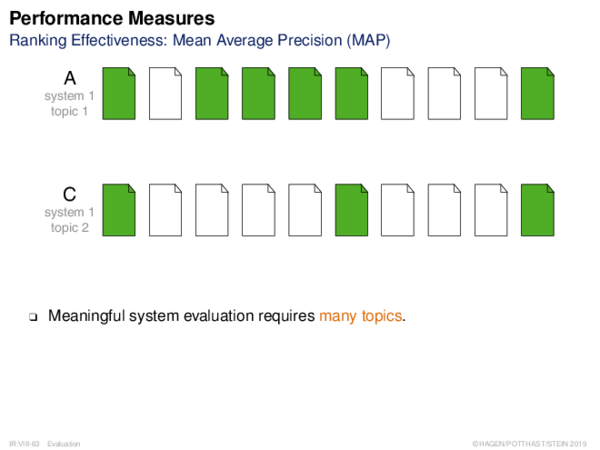 Performance Measures
Ranking Effectiveness: Mean Average Precision (MAP)
A
system 1
topic 1
C
system 1
topic 2
❑ Meaningful system evaluation requires many topics.
IR:VIII-63 Evaluation
©HAGEN/POTTHAST/STEIN 2019